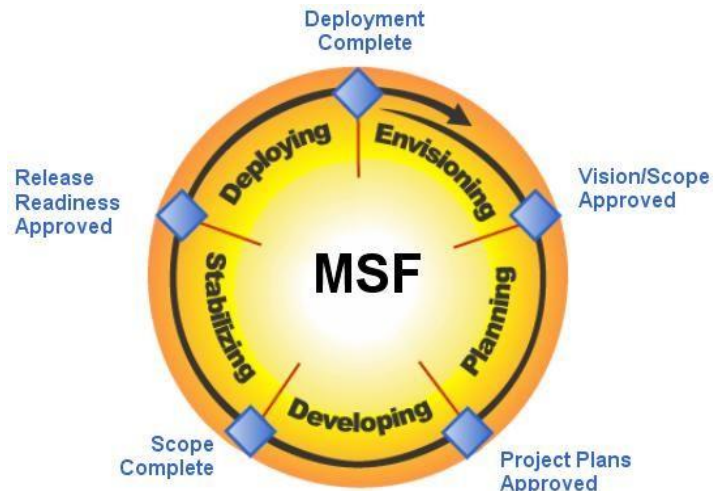 Deployment
Complete
Deploying
Envisioning
Release
Readiness
Approved
Vision/Scope
Approved
MSF
Stabilizing
Planning
Developing
Scope
Complete
Project Plans
Approved